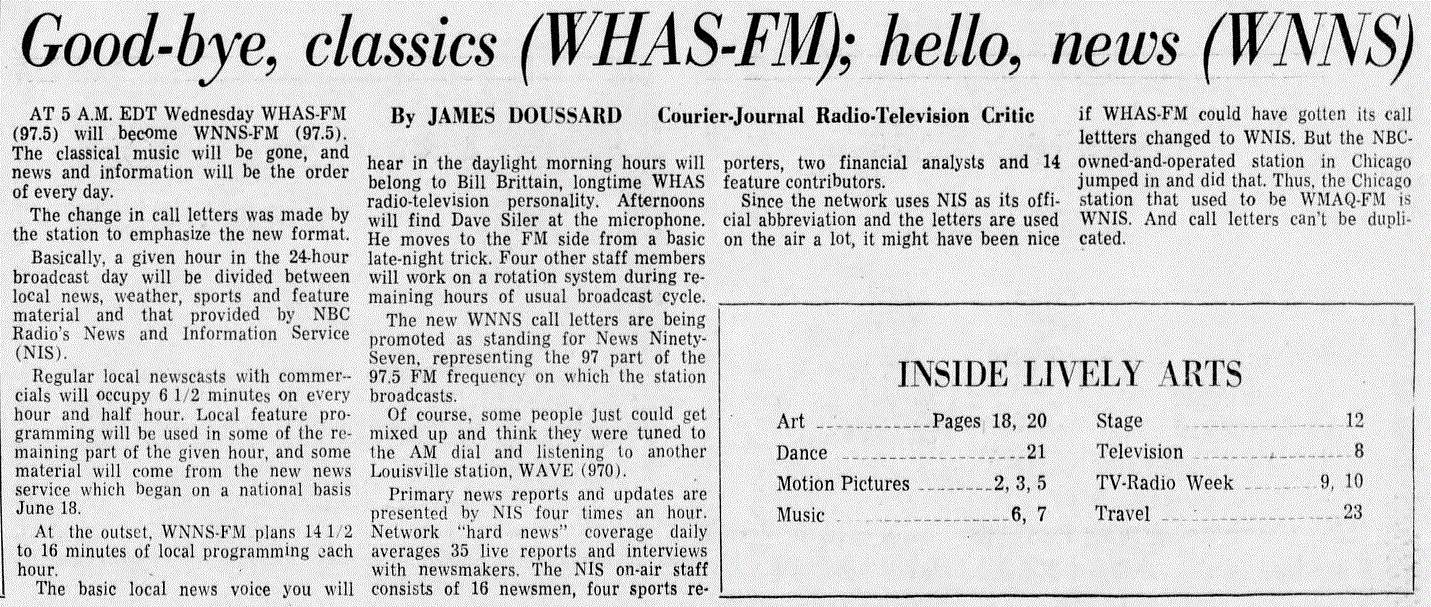 Good-bye, classics (WHAS-FM); hello, news (WNNS)
By JAMES DOUSSARD Courier-Journal Radio-Television Critic
AT 5 A.M. EDT Wednesday WHAS-FM
(97.5) will become WNNS-FM (97.5).
The classical music will be gone, and
news and information will be the order
of every day.
The change in call letters was made by
the station to emphasize the new format.
Basically, a given hour in the 24-hour
broadcast day will be divided between
local news, weather, sports and feature
material and that provided by NBC
Radio's News and Information Service
(NIS).
Regular local newscasts with commer-
cials will occupy 6 1/2 minutes on every
hour and half hour. Local feature pro-
gramming will be used in some of the re-
maining part of the given hour, and some
material will come from the new news
service which began on a national basis
June 18.
At the outset, WNNS-FM plans 14 1/2
to 16 minutes of local programming each
hour.
The basic local news voice you will
hear in the daylight morning hours will
belong to Bill Brittain, longtime WHAS
radio-television personality. Afternoons
will find Dave Siler at the microphone.
He moves to the FM side from a basic
late-night trick. Four other staff members
will work on a rotation system during re-
maining hours of usual broadcast cycle.
The new WNNS call letters are being
promoted as standing for News Ninety-
Seven, representing the 97 part of the
97.5 FM frequency on which the station
broadcasts.
Of course, some people just could get
mixed up and think they were tuned to
the AM dial and listening to another
Louisville station, WAVE (970).
Primary news reports and updates are
presented by NIS four times an hour.
Network "hard news" coverage daily
averages 35 live reports and interviews
with newsmakers. The NIS on-air staff
consists of 16 newsmen, four sports re-
porters, two financial analysts and 14
feature contributors.
Since the network uses NIS as its offi-
cial abbreviation and the letters are used
on the air a lot, it might have been nice
if WHAS-FM could have gotten its call
lettters changed to WNIS. But the NBC-
owned-and-operated station in Chicago
jumped in and did that. Thus, the Chicago
station that used to be WMAQ-FM is
WNIS. And call letters can't be dupli-
cated.
INSIDE LIVELY ARTS
Art Pages 18, 20
Dance 21
Motion Pictures 2, 3, 5
Music 6, 7
Stage 12
Television 8
TV-Radio Week 9, 10
Travel 23